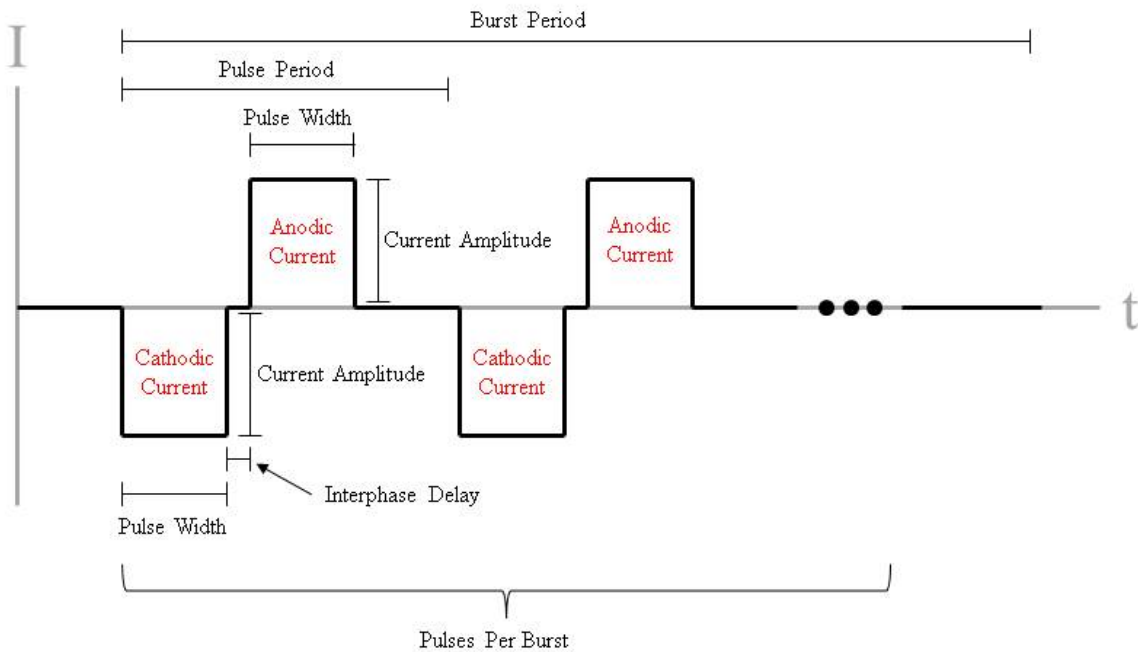 Burst Period
I
Pulse Period
Pulse Width
Anodic
Current
Current Amplitude
Anodic
Current
t
Cathodic
Current
Current Amplitude
Cathodic
Current
Interphase Delay
Pulse Width
Pulses Per Burst